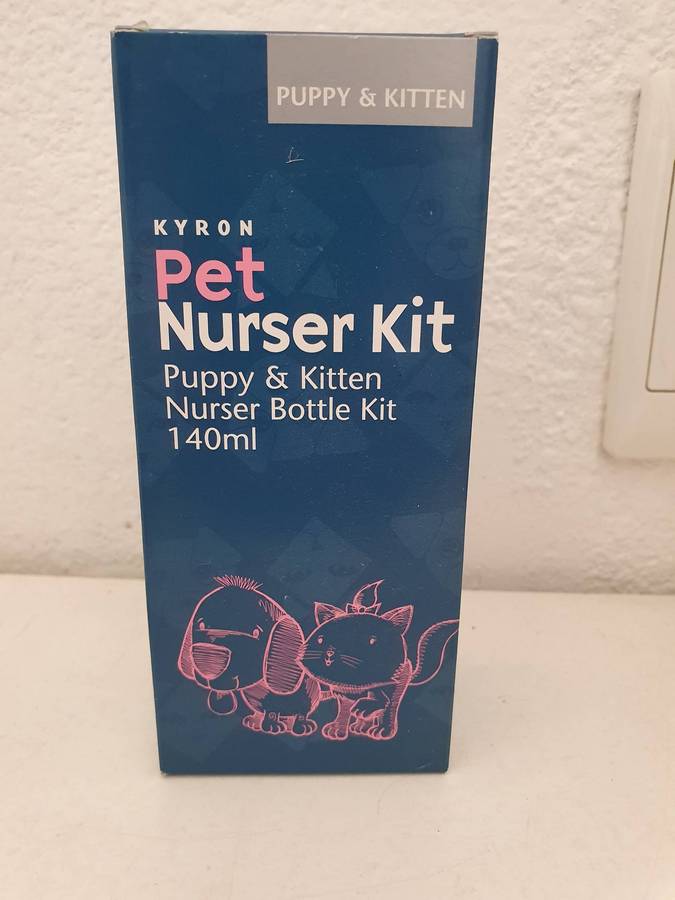 PUPPY & KITTEN
KYRON
Pet
Nurser Kit
Puppy & Kitten
Nurser Bottle Kit
140ml